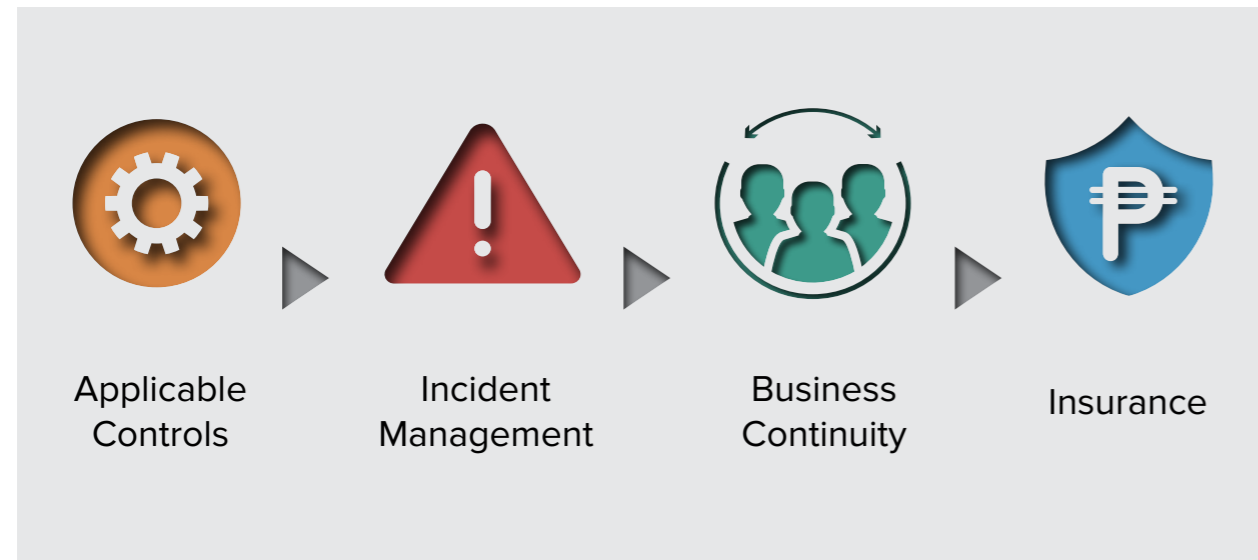 Applicable
Controls
Incident
Management
Business
Continuity
Insurance